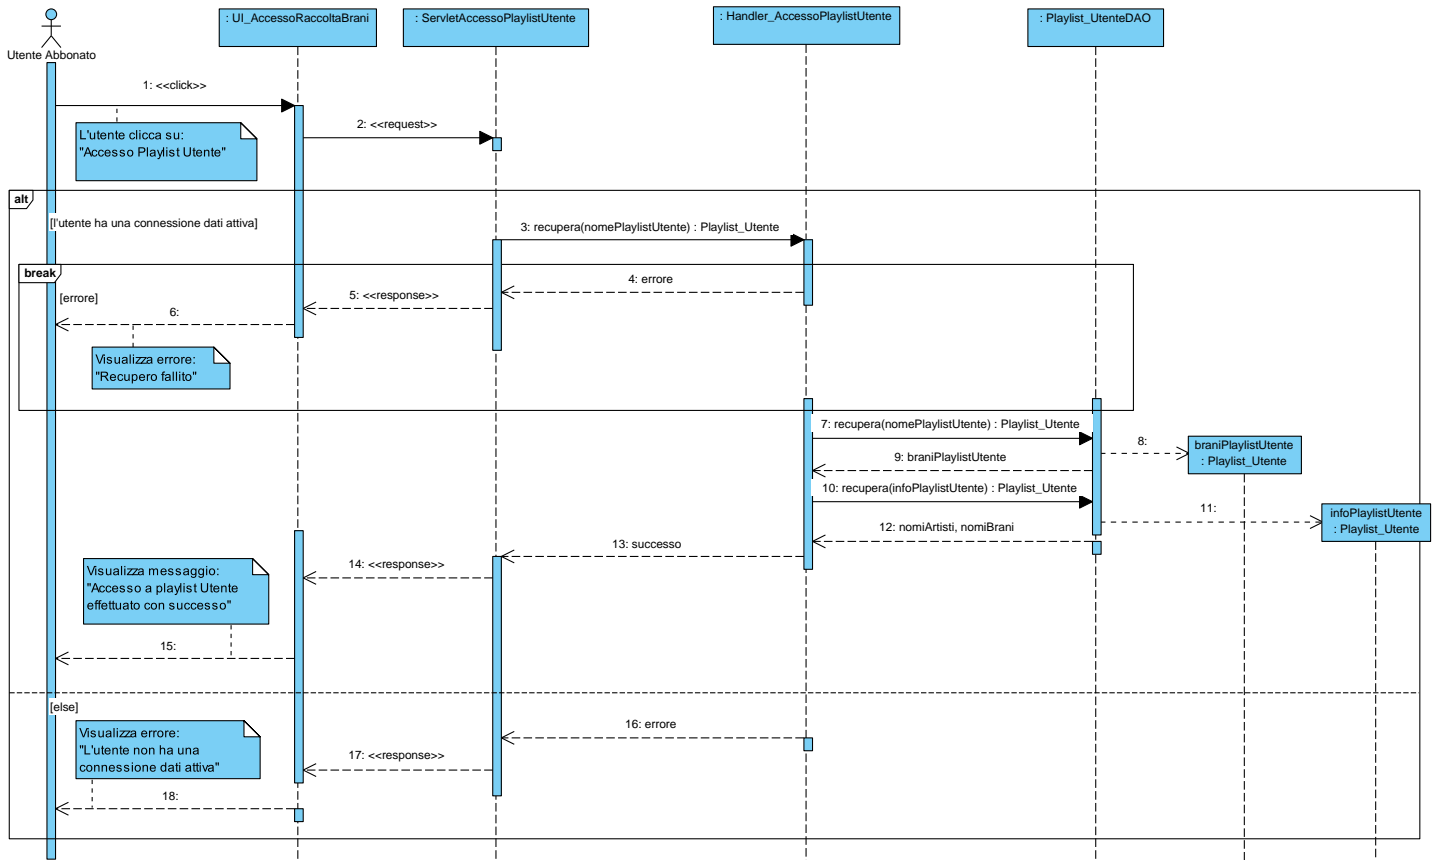 : UI_AccessoRaccoltaBrani
: ServletAccessoPlaylistUtente
: Handler_AccessoPlaylistUtente
: Playlist_UtenteDAO
Utente Abbonato
1: <<click>>
L'utente clicca su:
"Accesso Playlist Utente"
2: <<request>>
alt
[l'utente ha una connessione dati attiva]
3: recupera(nomePlaylistUtente) : Playlist_Utente
break
[errore]
4: errore
5: <<response>>
6:
Visualizza errore:
"Recupero fallito"
7: recupera(nomePlaylistUtente) : Playlist_Utente
8:
braniPlaylistUtente
: Playlist_Utente
9: braniPlaylistUtente
10: recupera(infoPlaylistUtente) : Playlist_Utente
11:
infoPlaylistUtente
: Playlist_Utente
12: nomiArtisti, nomiBrani
13: successo
14: <<response>>
Visualizza messaggio:
"Accesso a playlist Utente
effettuato con successo"
15:
[else]
16: errore
Visualizza errore:
"L'utente non ha una
connessione dati attiva"
17: <<response>>
18: